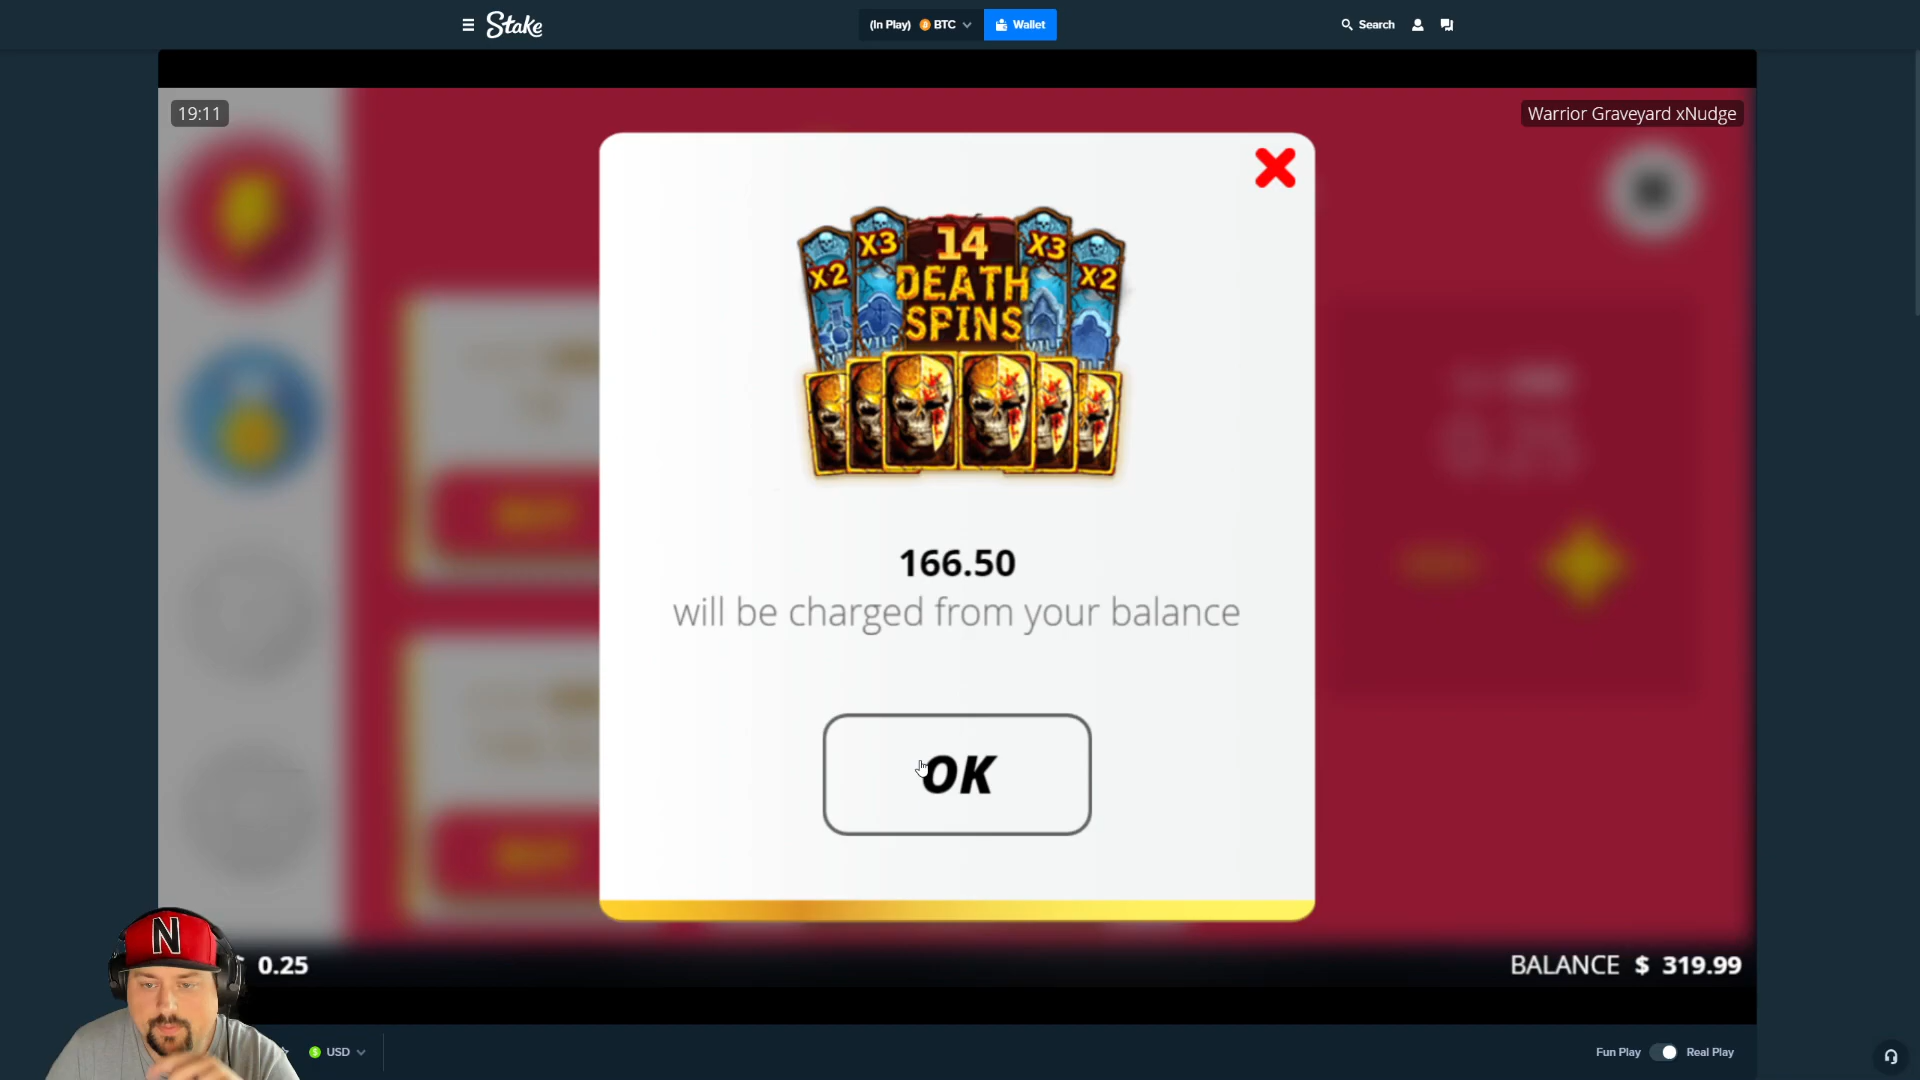 Stake
(In Play) BTC
Wallet
Search
19:11
Warrior Graveyard xNudge
X2
X3
14
X3
X2
DEATH
SPINS
166.50
will be charged from your balance
OK
N
0.25
BALANCE $ 319.99
USD
Fun Play
Real Play